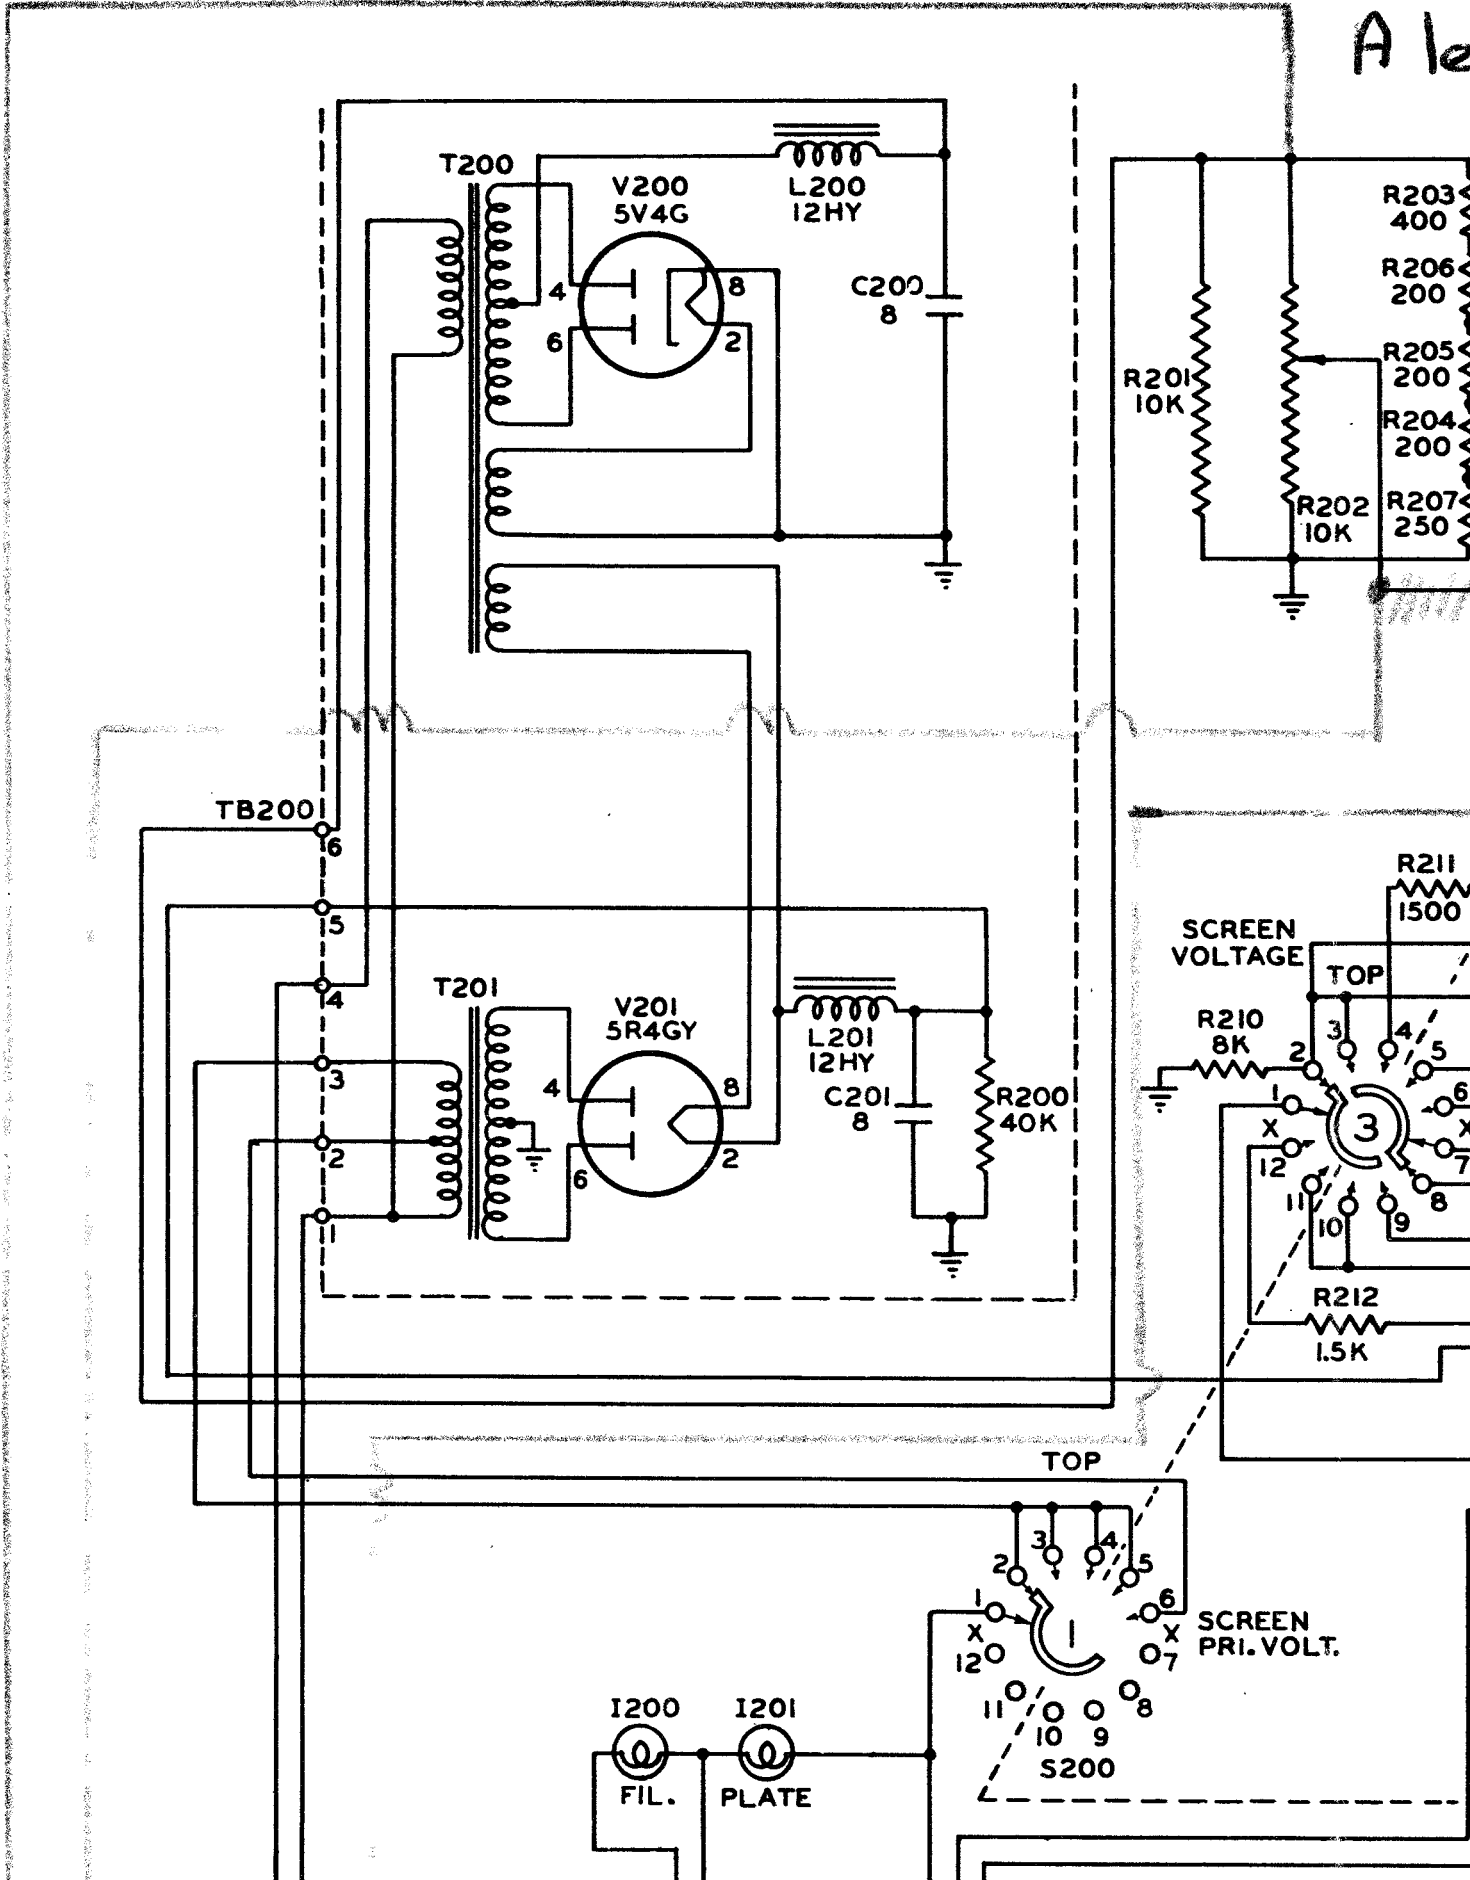 A le
T200
V200
5V4G
L200
12HY
4
6
8
2
C200
8
R203
400
R206
200
R205
200
R204
200
R207
250
R201
10K
R202
10K
TB200
6
5
4
3
2
1
T201
V201
5R4GY
4
6
8
2
L201
12HY
C201
8
R200
40K
SCREEN
VOLTAGE
TOP
R211
1500
R210
8K
1
2
3
4
5
6
X
7
8
9
10
11
12
X
3
R212
1.5K
TOP
1
2
3
4
5
6
X
7
8
9
10
11
12
X
1
S200
SCREEN
PRI. VOLT.
I200
FIL.
I201
PLATE